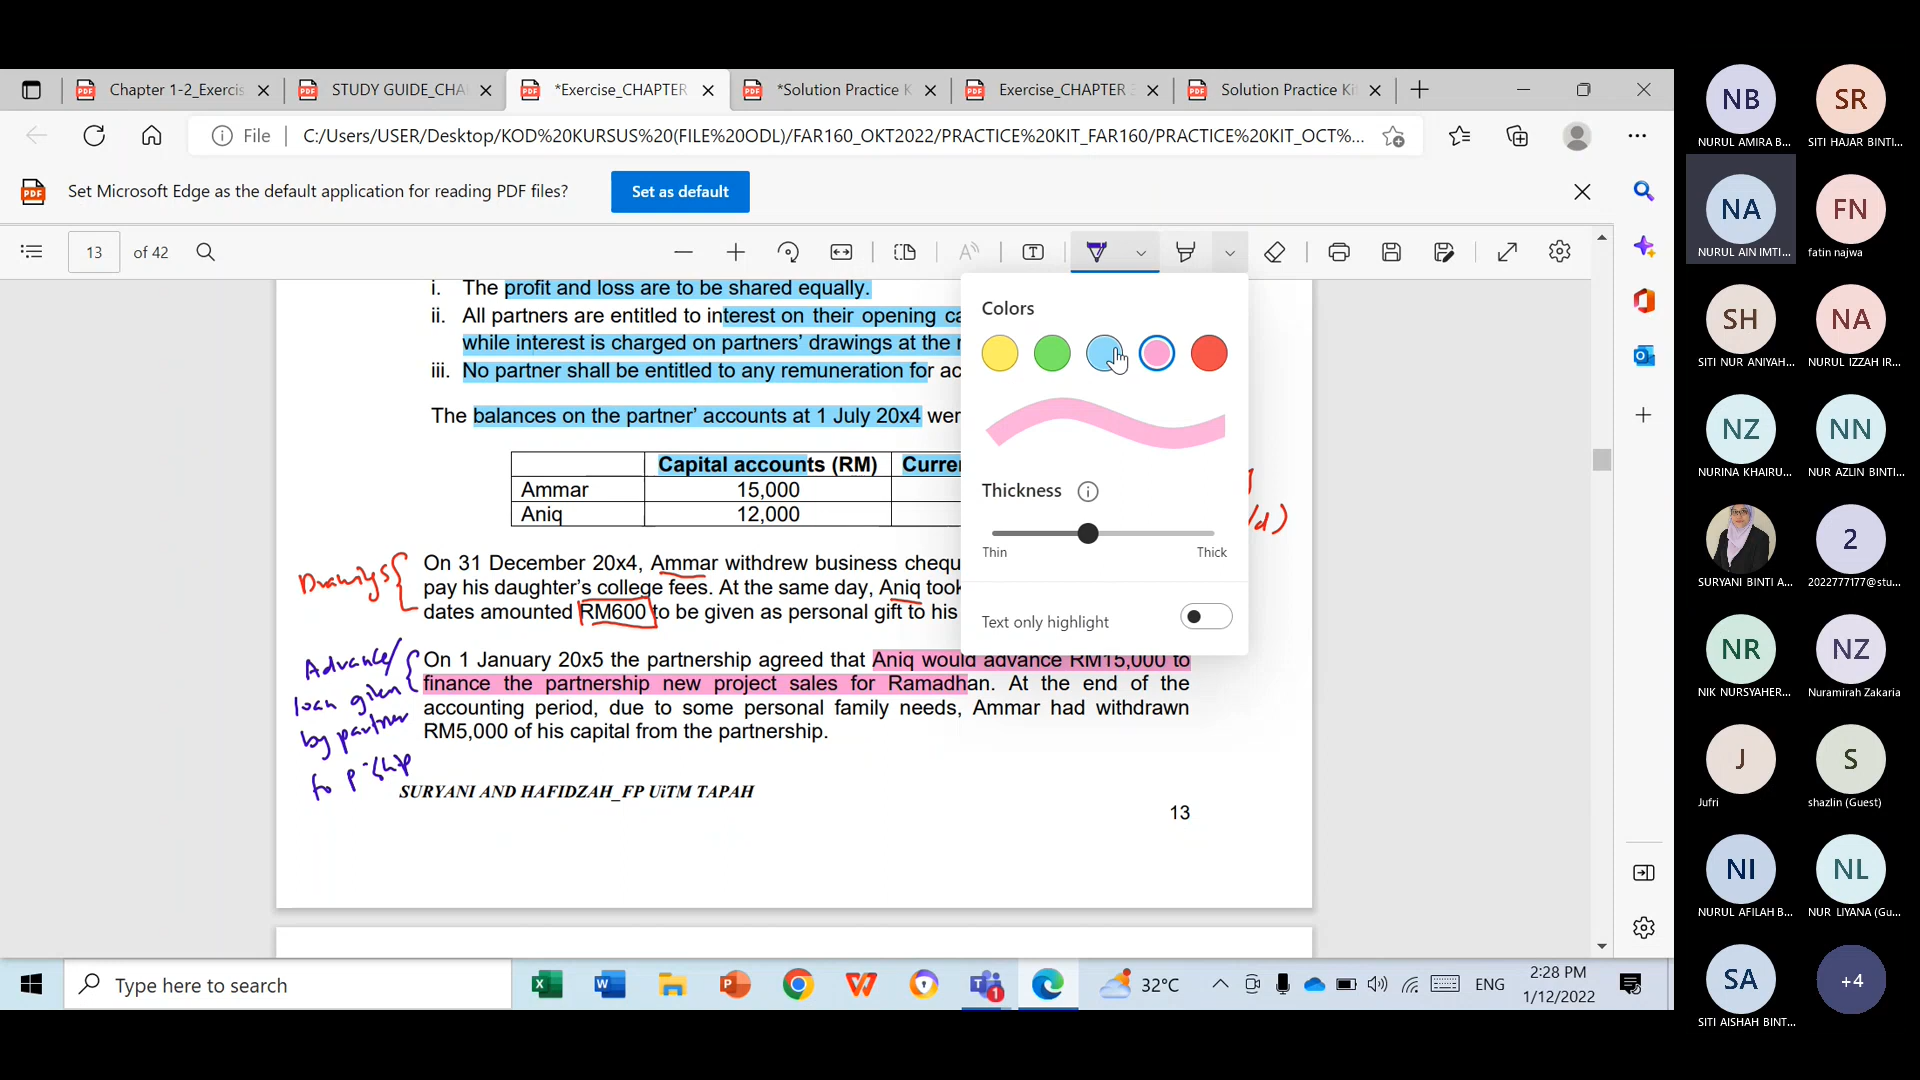 Chapter 1-2_Exercis
STUDY GUIDE_CHA
*Exercise_CHAPTER
*Solution Practice K
Exercise_CHAPTER 3
Solution Practice Ki
File
C:/Users/USER/Desktop/KOD%20KURSUS%20(FILE%20ODL)/FAR160_OKT2022/PRACTICE%20KIT_FAR160/PRACTICE%20KIT_OCT%...
Set Microsoft Edge as the default application for reading PDF files?
Set as default
13
of 42
Colors
Thickness
Thin
Thick
Text only highlight
i. The profit and loss are to be shared equally.
ii. All partners are entitled to interest on their opening ca
while interest is charged on partners' drawings at the r
iii. No partner shall be entitled to any remuneration for ac
The balances on the partner' accounts at 1 July 20x4 wer
Capital accounts (RM) Curre
Ammar 15,000
Aniq 12,000
/d)
Drawings
On 31 December 20x4, Ammar withdrew business chequ
pay his daughter's college fees. At the same day, Aniq took
dates amounted RM600 to be given as personal gift to his
Advance/
loan given
by partner
to p-ship
On 1 January 20x5 the partnership agreed that Aniq would advance RM15,000 to
finance the partnership new project sales for Ramadhan. At the end of the
accounting period, due to some personal family needs, Ammar had withdrawn
RM5,000 of his capital from the partnership.
SURYANI AND HAFIDZAH_FP UiTM TAPAH
13
Type here to search
1
32°C
ENG
2:28 PM
1/12/2022
NB
NURUL AMIRA B...
SR
SITI HAJAR BINTI...
NA
NURUL AIN IMTI...
FN
fatin najwa
SH
SITI NUR ANIYAH...
NA
NURUL IZZAH IR...
NZ
NURINA KHAIRU...
NN
NUR AZLIN BINTI...
SURYANI BINTI A...
2
2022777177@stu...
NR
NIK NURSYAHER...
NZ
Nuramirah Zakaria
J
Jufri
S
shazlin (Guest)
NI
NURUL AFILAH B...
NL
NUR LIYANA (Gu...
SA
SITI AISHAH BINT...
+4